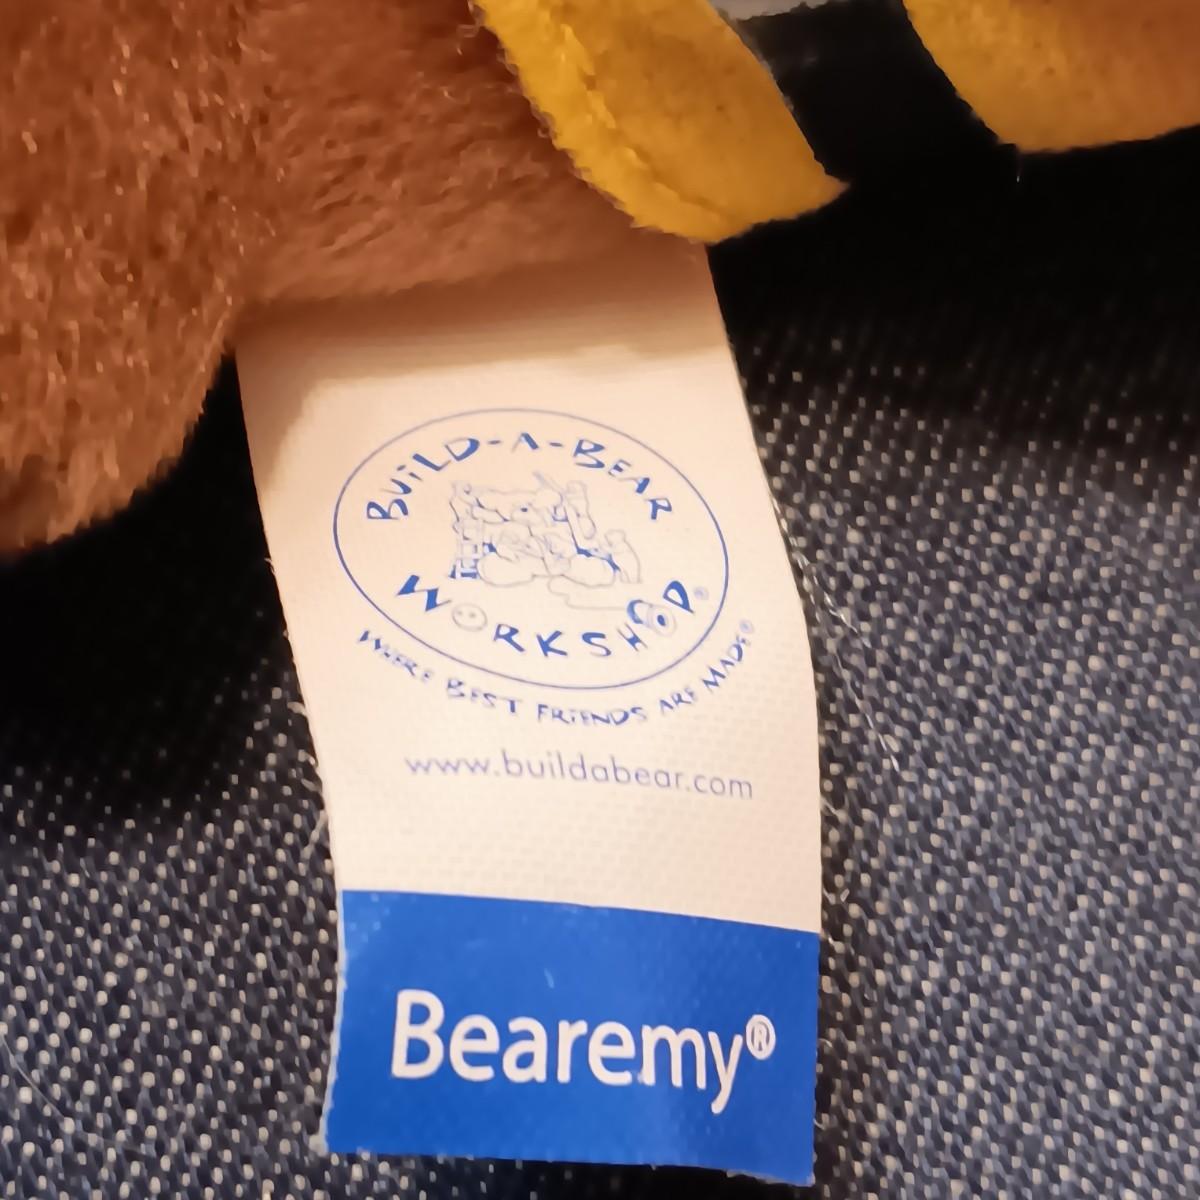 BUiLD-A-BEAR
WORKSHOP®
WHERE BEST FRiENDS ARE MADE®
www.buildabear.com
Bearemy®